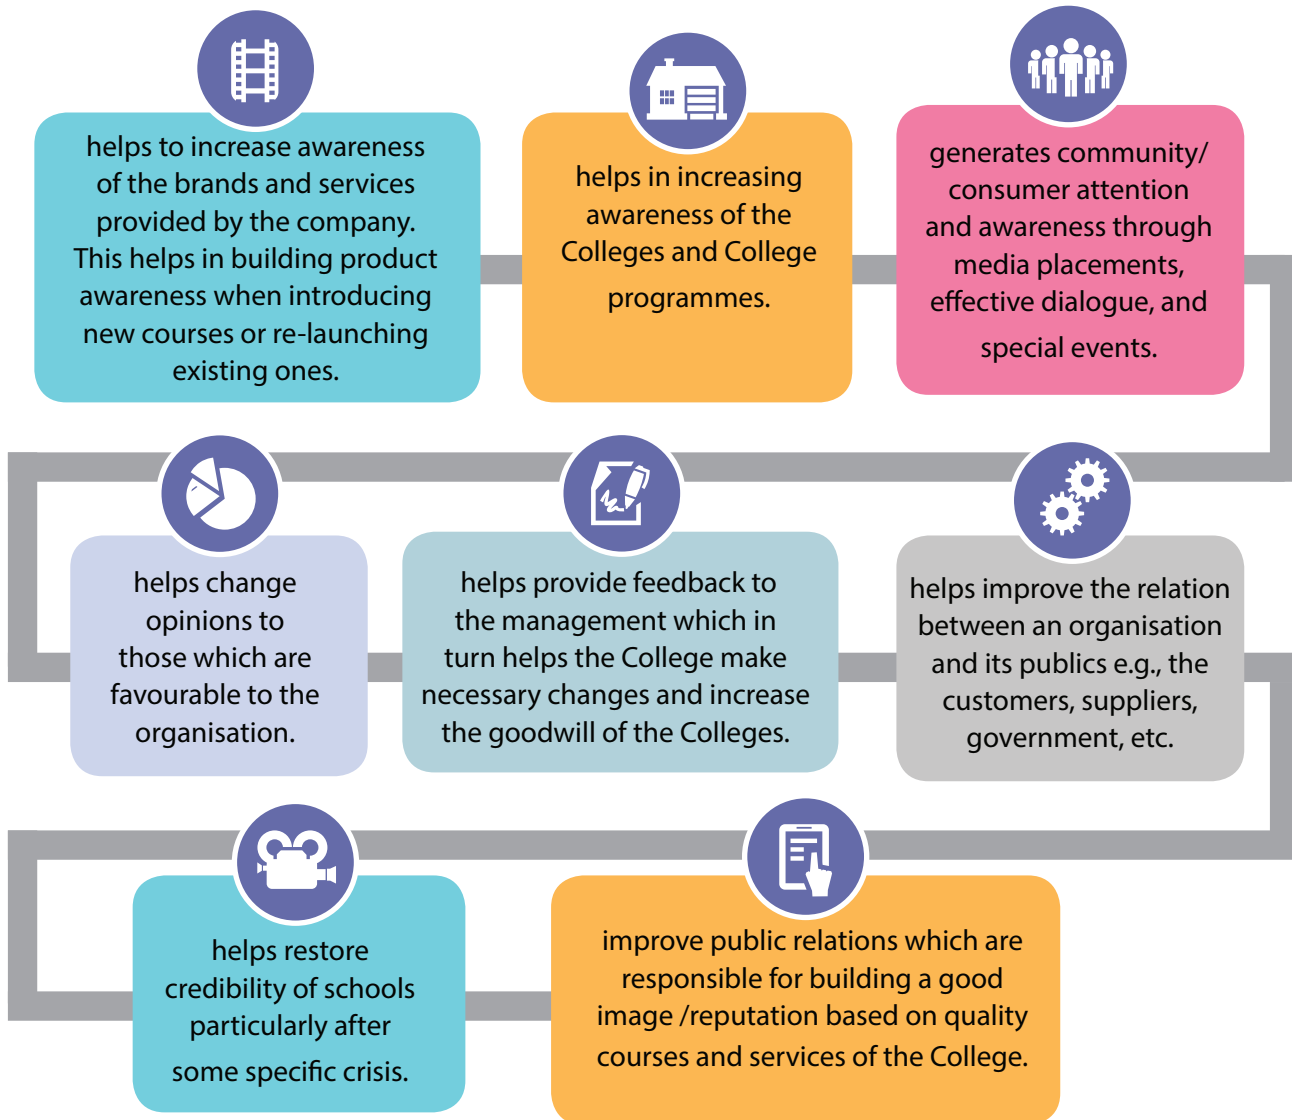 helps to increase awareness
of the brands and services
provided by the company.
This helps in building product
awareness when introducing
new courses or re-launching
existing ones.
helps in increasing
awareness of the
Colleges and College
programmes.
generates community/
consumer attention
and awareness through
media placements,
effective dialogue, and
special events.
helps change
opinions to
those which are
favourable to the
organisation.
helps provide feedback to
the management which in
turn helps the College make
necessary changes and increase
the goodwill of the Colleges.
helps improve the relation
between an organisation
and its publics e.g., the
customers, suppliers,
government, etc.
helps restore
credibility of schools
particularly after
some specific crisis.
improve public relations which are
responsible for building a good
image /reputation based on quality
courses and services of the College.